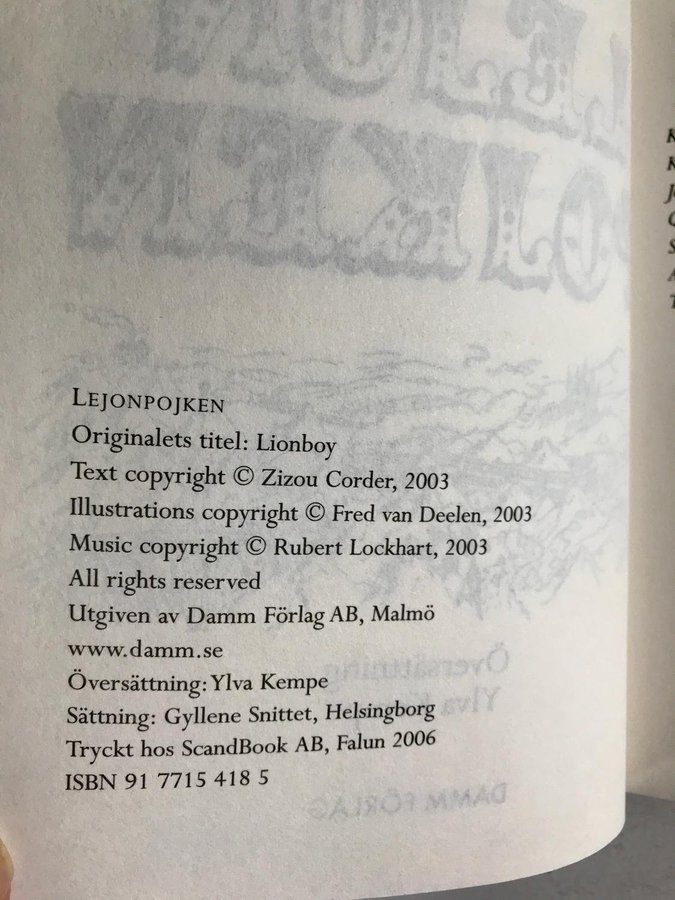 LEJONPOJKEN
Originalets titel: Lionboy
Text copyright © Zizou Corder, 2003
Illustrations copyright © Fred van Deelen, 2003
Music copyright © Rubert Lockhart, 2003
All rights reserved
Utgiven av Damm Förlag AB, Malmö
www.damm.se
Översättning: Ylva Kempe
Sättning: Gyllene Snittet, Helsingborg
Tryckt hos ScandBook AB, Falun 2006
ISBN 91 7715 418 5